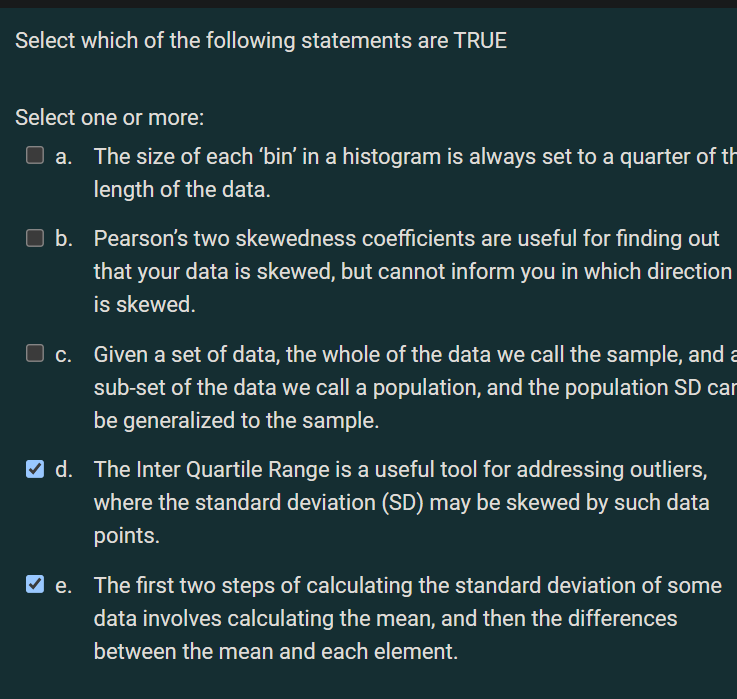 Select which of the following statements are TRUE
Select one or more:
a. The size of each ‘bin’ in a histogram is always set to a quarter of
length of the data.
b. Pearson’s two skewedness coefficients are useful for finding out
that your data is skewed, but cannot inform you in which direction
is skewed.
c. Given a set of data, the whole of the data we call the sample, and
sub-set of the data we call a population, and the population SD
be generalized to the sample.
d. The Inter Quartile Range is a useful tool for addressing outliers,
where the standard deviation (SD) may be skewed by such data
points.
e. The first two steps of calculating the standard deviation of some
data involves calculating the mean, and then the differences
between the mean and each element.